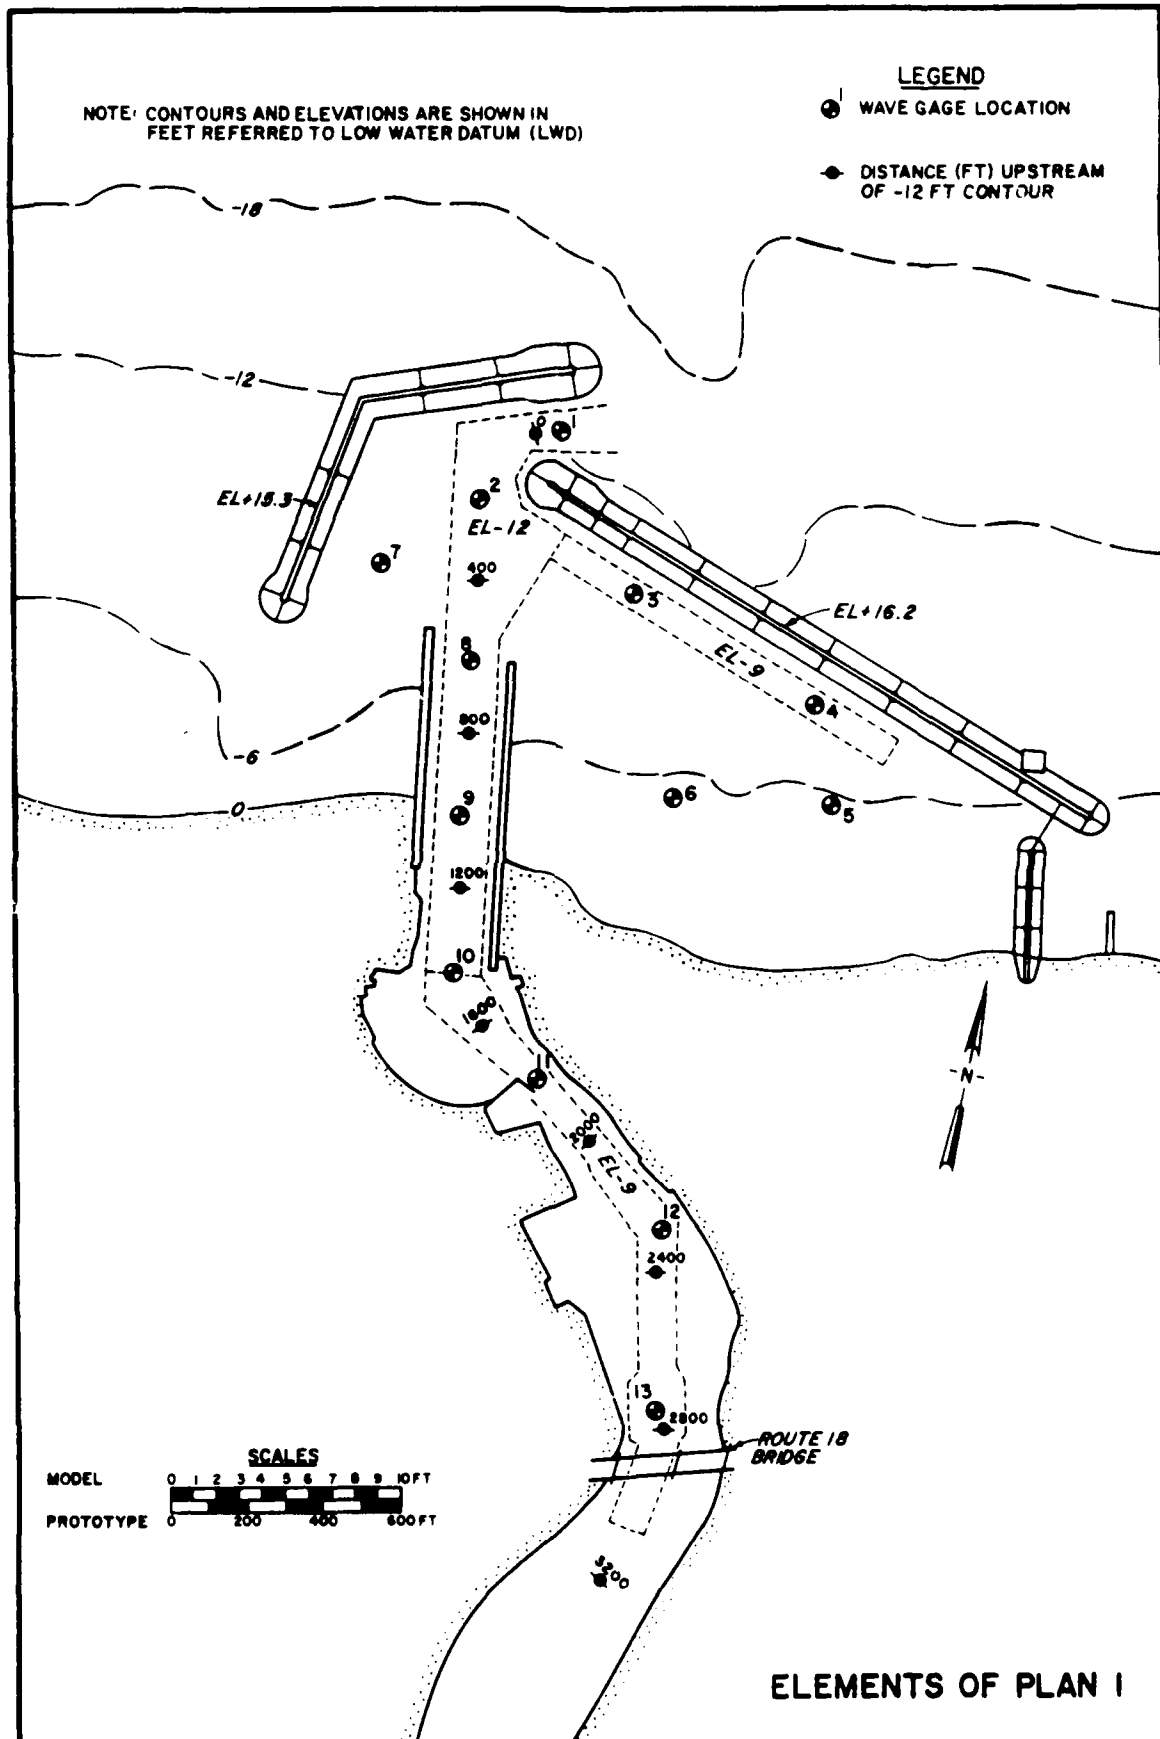 LEGEND
1
WAVE GAGE LOCATION
NOTE: CONTOURS AND ELEVATIONS ARE SHOWN IN
FEET REFERRED TO LOW WATER DATUM (LWD)
DISTANCE (FT) UPSTREAM
OF -12 FT CONTOUR
-18
-12
0
1
2
EL+15.3
EL-12
7
400
3
EL+16.2
EL-9
8
4
800
-6
0
9
6
5
1200
10
1600
-N-
11
2000
EL-9
12
2400
13
2800
ROUTE 18
BRIDGE
SCALES
MODEL 0 1 2 3 4 5 6 7 8 9 10FT
PROTOTYPE 0 200 400 600FT
3200
ELEMENTS OF PLAN 1